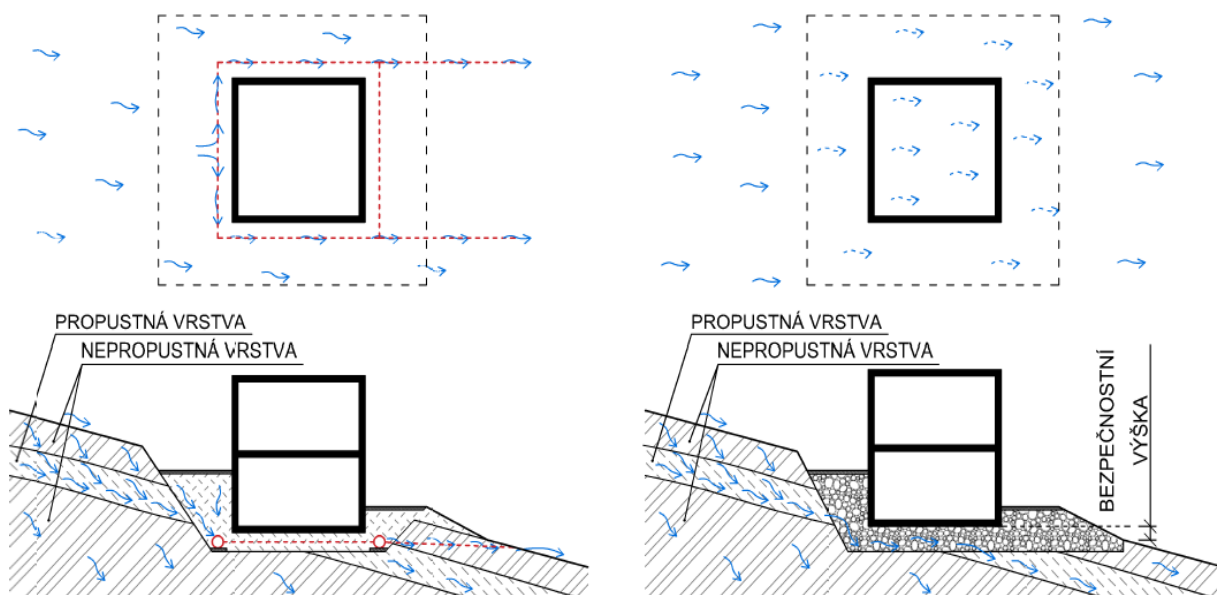 PROPUSTNÁ VRSTVA
NEPROPUSTNÁ VRSTVA
PROPUSTNÁ VRSTVA
NEPROPUSTNÁ VRSTVA
BEZPEČNOSTNÍ
VÝŠKA